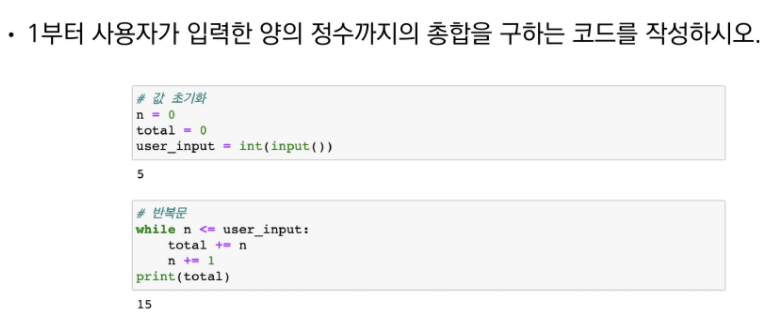 • 1부터 사용자가 입력한 양의 정수까지의 총합을 구하는 코드를 작성하시오.
# 값 초기화
n = 0
total = 0
user_input = int(input())
5
# 반복문
while n <= user_input:
    total += n
    n += 1
print(total)
15